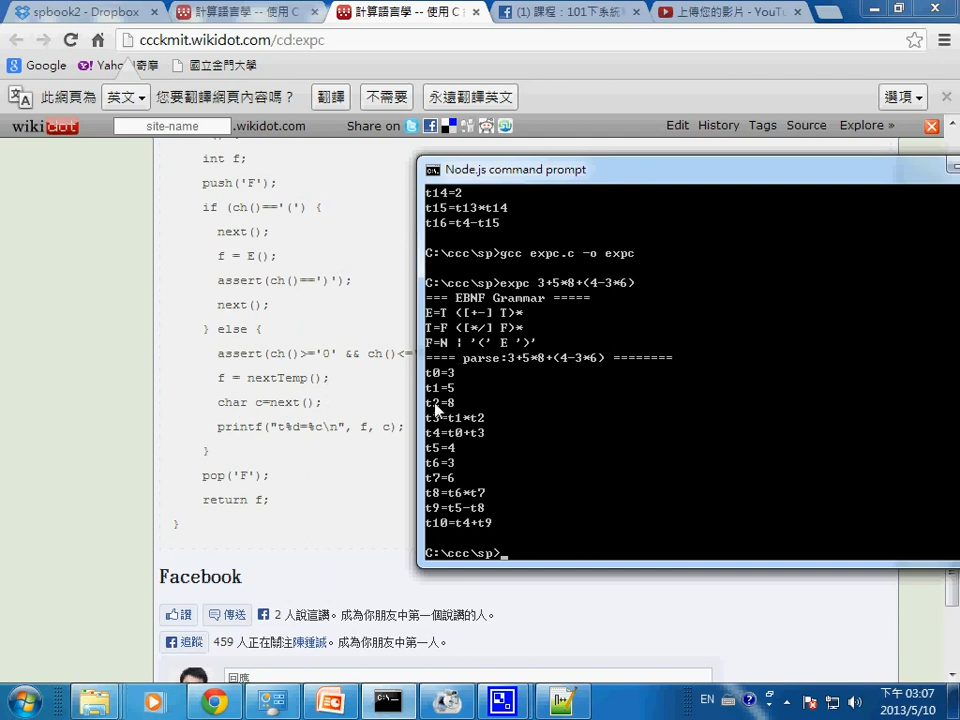 spbook2 - Dropbox
計算語言學 -- 使用 C
計算語言學 -- 使用 C
(1) 課程：101下系統
上傳您的影片 - YouTu
ccckmit.wikidot.com/cd:expc
Google
奇摩
國立金門大學
此網頁為 英文 您要翻譯網頁內容嗎？ 翻譯 不需要 永遠翻譯英文 選項
wikidot site-name .wikidot.com Share on Edit History Tags Source Explore »
int f;
push('F');
if (ch()=='(') {
next();
f = E();
assert(ch()==')');
next();
} else {
assert(ch()>='0' && ch()<='
f = nextTemp();
char c=next();
printf("t%d=%c\n", f, c);
}
pop('F');
return f;
}
Node.js command prompt
t14=2
t15=t13*t14
t16=t4-t15
C:\ccc\sp>gcc expc.c -o expc
C:\ccc\sp>expc 3+5*8+(4-3*6)
=== EBNF Grammar =====
E=T ([+-] T)*
T=F ([*/] F)*
F=N | '(' E ')'
==== parse:3+5*8+(4-3*6) ========
t0=3
t1=5
t2=8
t3=t1*t2
t4=t0+t3
t5=4
t6=3
t7=6
t8=t6*t7
t9=t5-t8
t10=t4+t9
C:\ccc\sp>_
Facebook
讚 傳送 2 人說這讚。成為你朋友中第一個說讚的人。
追蹤 459 人正在關注陳鍾誠。成為你朋友中第一人。
回應
EN
下午 03:07
2013/5/10